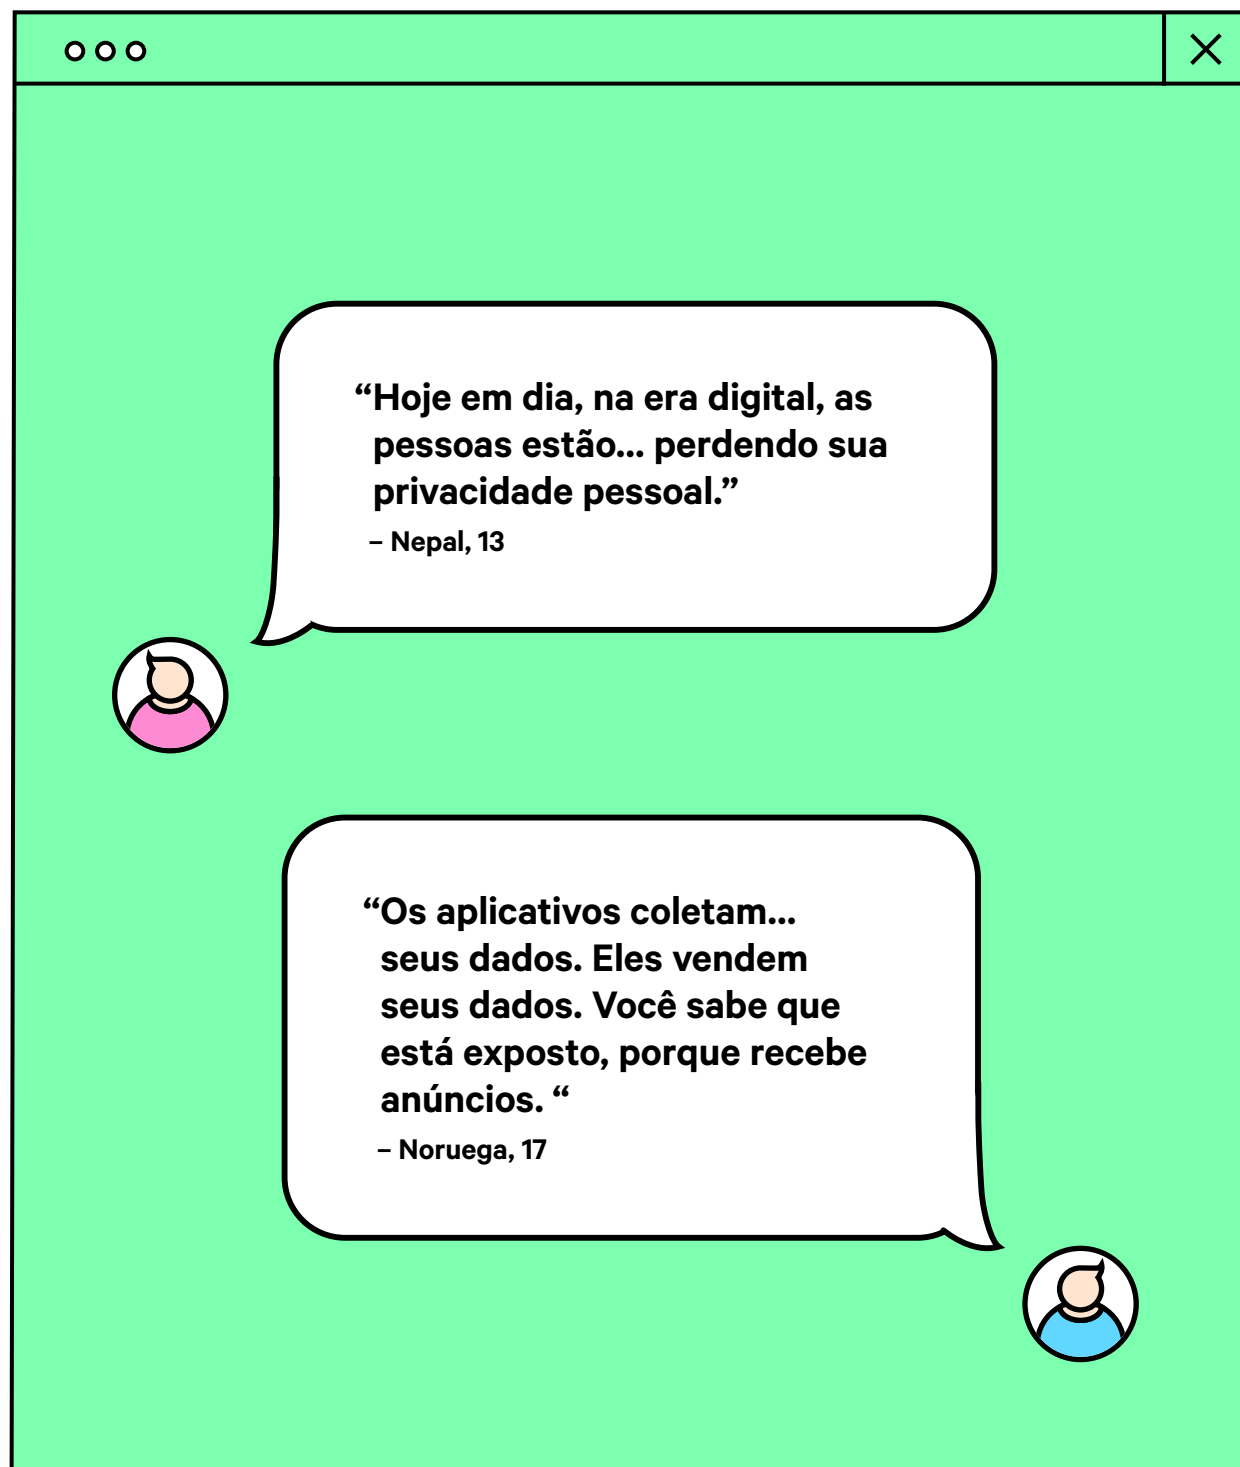 “Hoje em dia, na era digital, as
pessoas estão... perdendo sua
privacidade pessoal.”
– Nepal, 13
“Os aplicativos coletam...
seus dados. Eles vendem
seus dados. Você sabe que
está exposto, porque recebe
anúncios. “
– Noruega, 17